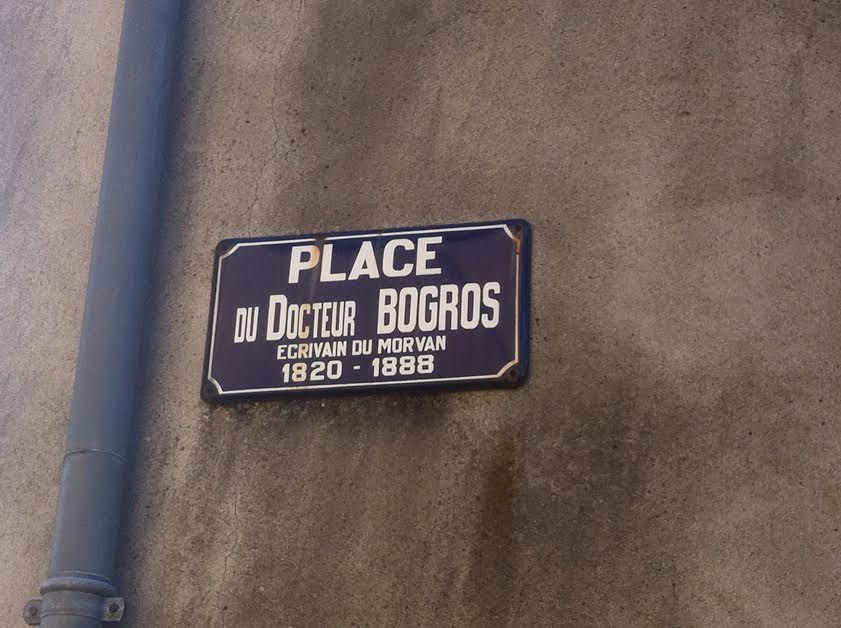 PLACE
DU DOCTEUR BOGROS
ECRIVAIN DU MORVAN
1820 - 1888